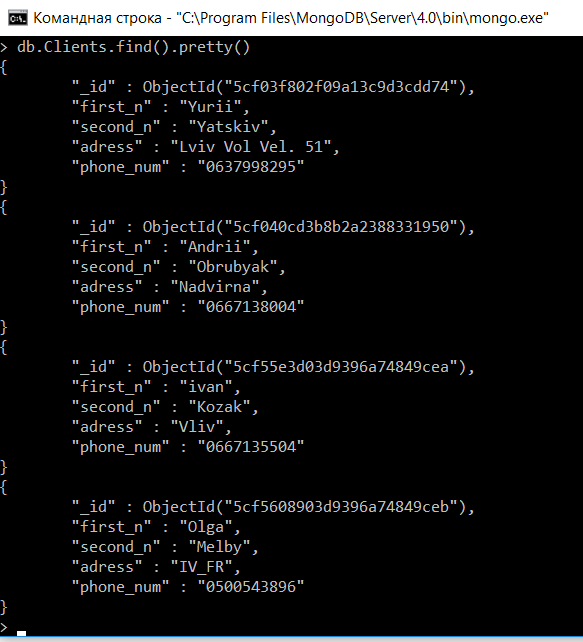 Командная строка - "C:\Program Files\MongoDB\Server\4.0\bin\mongo.exe"
> db.Clients.find().pretty()
{
"_id" : ObjectId("5cf03f802f09a13c9d3cdd74"),
"first_n" : "Yurii",
"second_n" : "Yatskiv",
"adress" : "Lviv Vol Vel. 51",
"phone_num" : "0637998295"
}
{
"_id" : ObjectId("5cf040cd3b8b2a2388331950"),
"first_n" : "Andrii",
"second_n" : "Obrubyak",
"adress" : "Nadvirna",
"phone_num" : "0667138004"
}
{
"_id" : ObjectId("5cf55e3d03d9396a74849cea"),
"first_n" : "ivan",
"second_n" : "Kozak",
"adress" : "Vliv",
"phone_num" : "0667135504"
}
{
"_id" : ObjectId("5cf5608903d9396a74849ceb"),
"first_n" : "Olga",
"second_n" : "Melby",
"adress" : "IV_FR",
"phone_num" : "0500543896"
}
>